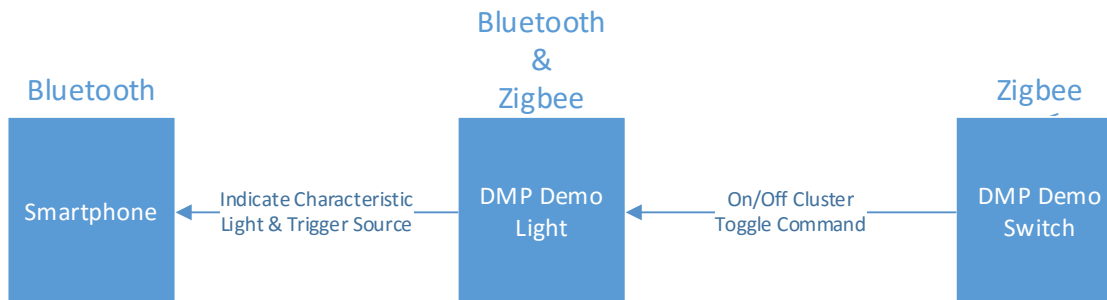 Bluetooth
&
Zigbee
Bluetooth
Zigbee
Smartphone
Indicate Characteristic
Light & Trigger Source
DMP Demo
Light
On/Off Cluster
Toggle Command
DMP Demo
Switch